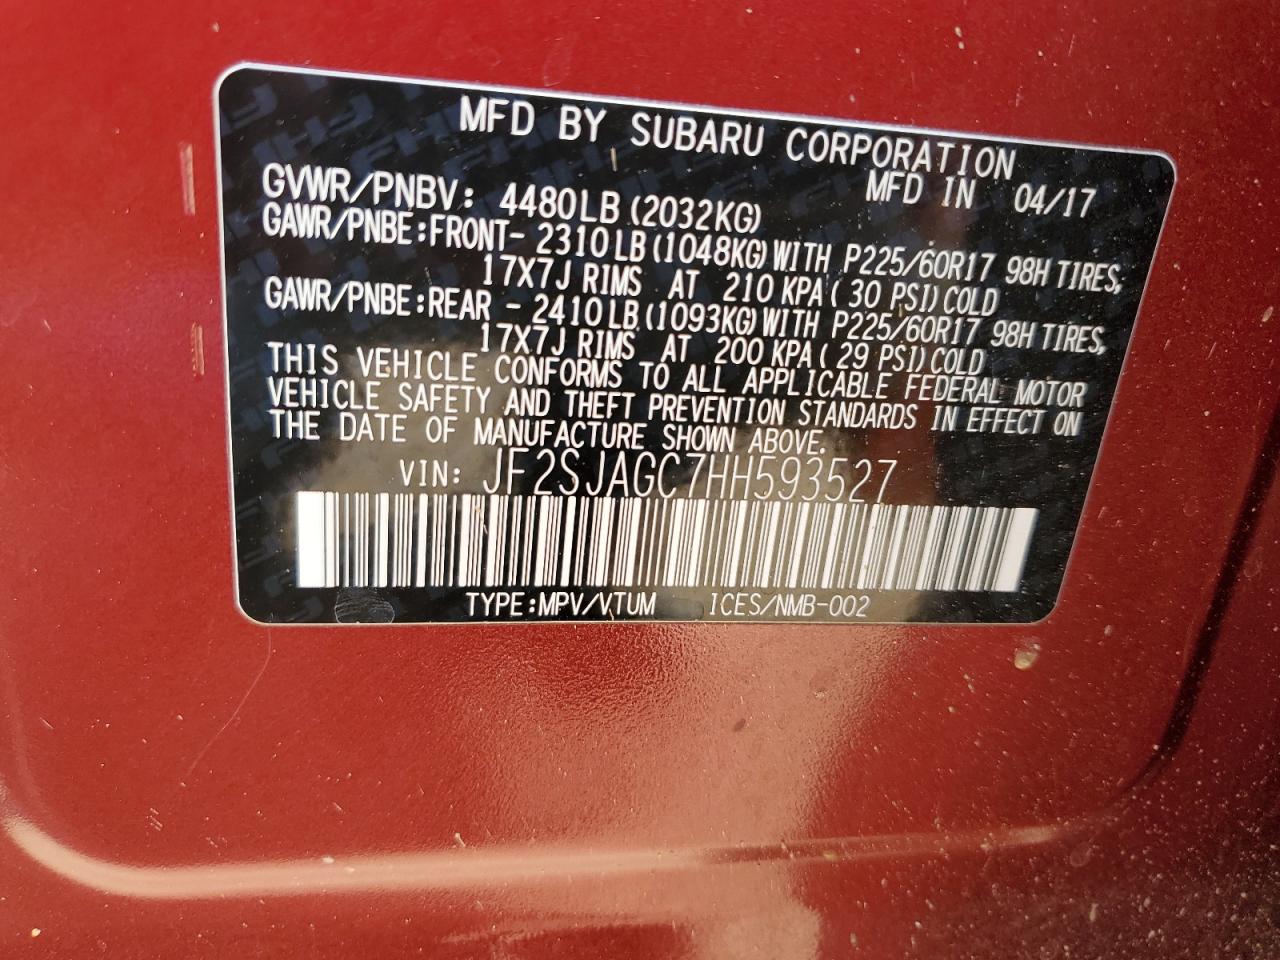 MFD BY SUBARU CORPORATION
MFD IN 04/17
GVWR/PNBV: 4480LB (2032KG)
GAWR/PNBE:FRONT- 2310LB (1048KG) WITH P225/60R17 98H TIRES;
17X7J RIMS AT 210 KPA( 30 PSI) COLD
GAWR/PNBE:REAR - 2410LB (1093KG) WITH P225/60R17 98H TIRES,
17X7J RIMS AT 200 KPA( 29 PSI) COLD
THIS VEHICLE CONFORMS TO ALL APPLICABLE FEDERAL MOTOR
VEHICLE SAFETY AND THEFT PREVENTION STANDARDS IN EFFECT ON
THE DATE OF MANUFACTURE SHOWN ABOVE.
VIN: JF2SJAGC7HH593527
TYPE:MPV/VTUM ICES/NMB-002